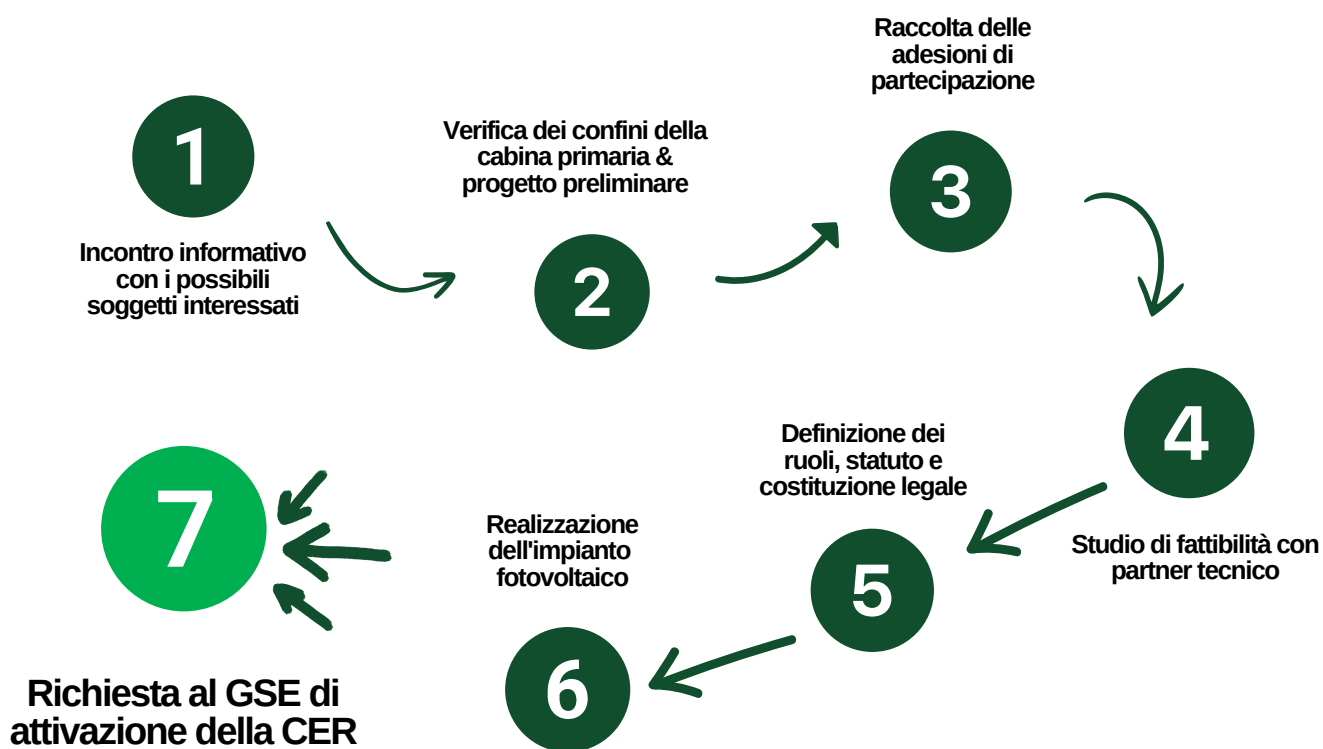 1
Incontro informativo
con i possibili
soggetti interessati
Verifica dei confini della
cabina primaria &
progetto preliminare
2
Raccolta delle
adesioni di
partecipazione
3
4
Studio di fattibilità con
partner tecnico
Definizione dei
ruoli, statuto e
costituzione legale
5
Realizzazione
dell'impianto
fotovoltaico
6
7
Richiesta al GSE di
attivazione della CER